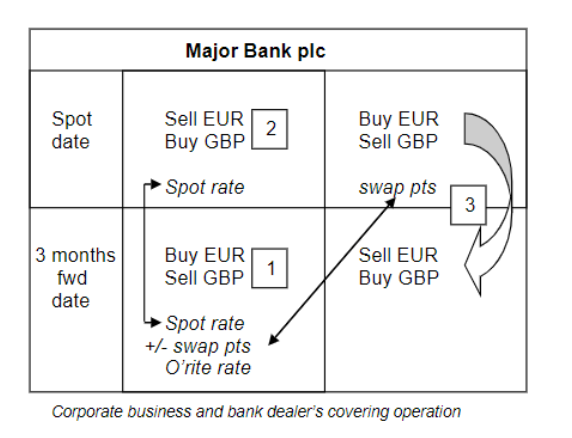 Major Bank plc
Spot
date
Sell EUR
Buy GBP
2
Spot rate
Buy EUR
Sell GBP
swap pts
3
3 months
fwd
date
Buy EUR
Sell GBP
1
Spot rate
+/- swap pts
O'rite rate
Sell EUR
Buy GBP
Corporate business and bank dealer's covering operation